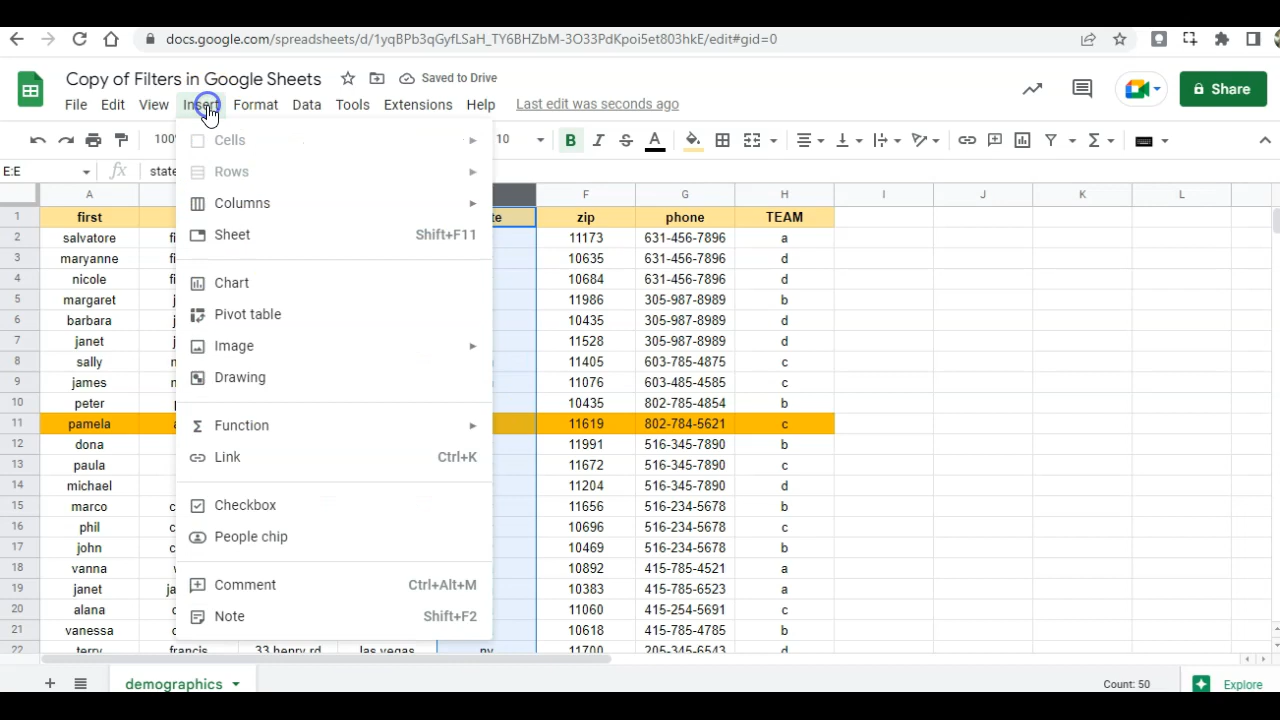 docs.google.com/spreadsheets/d/1yqBPb3qGyfLSaH_TY6BHZbM-3O33PdKpoi5et803hkE/edit#gid=0
Copy of Filters in Google Sheets Saved to Drive
File Edit View Insert Format Data Tools Extensions Help Last edit was seconds ago
Share
10 B I S A
E:E fx
A F G H I J K L
1 first zip phone TEAM
2 salvatore 11173 631-456-7896 a
3 maryanne 10635 631-456-7896 d
4 nicole 10684 631-456-7896 d
5 margaret 11986 305-987-8989 b
6 barbara 10435 305-987-8989 d
7 janet 11528 305-987-8989 d
8 sally 11405 603-785-4875 c
9 james 11076 603-485-4585 c
10 peter 10435 802-785-4854 b
11 pamela 11619 802-784-5621 c
12 dona 11991 516-345-7890 b
13 paula 11672 516-345-7890 c
14 michael 11204 516-345-7890 d
15 marco 11656 516-234-5678 b
16 phil 10696 516-234-5678 c
17 john 10469 516-234-5678 b
18 vanna 10892 415-785-4521 a
19 janet 10383 415-785-6523 a
20 alana 11060 415-254-5691 c
21 vanessa 10618 415-785-4785 b
22 terry francis 33 henry rd las vegas ny 11700 205-345-6543 d
Cells
Rows
Columns
Sheet Shift+F11
Chart
Pivot table
Image
Drawing
Function
Link Ctrl+K
Checkbox
People chip
Comment Ctrl+Alt+M
Note Shift+F2
demographics Count: 50 Explore